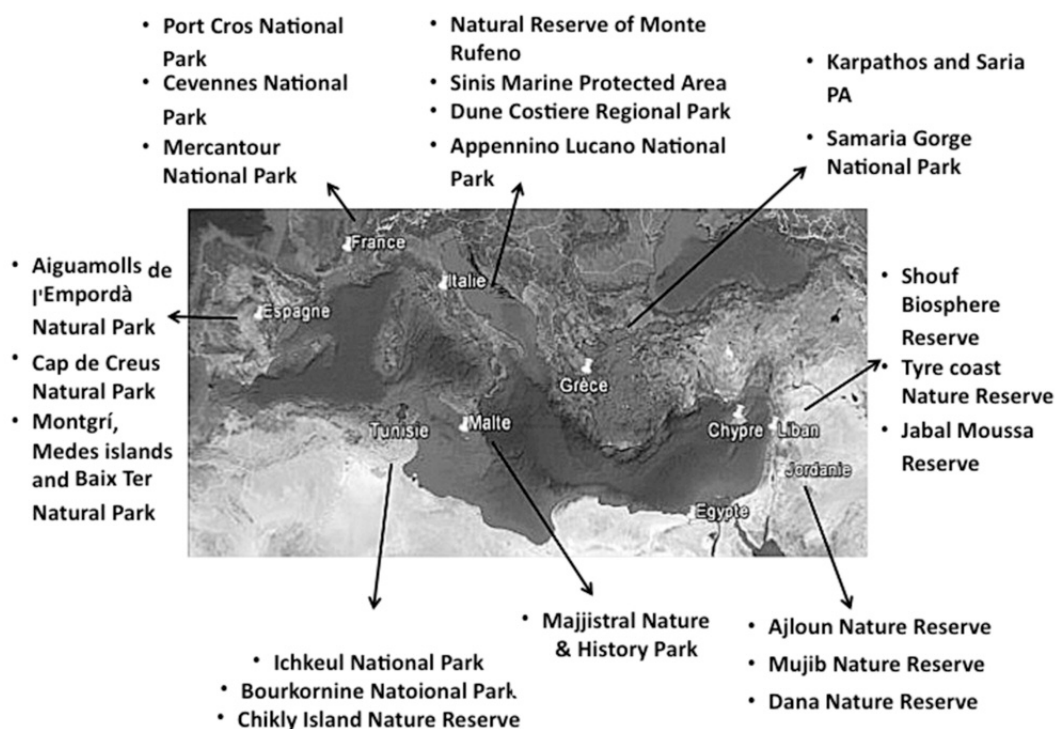 • Port Cros National
Park
• Cevennes National
Park
• Mercantour
National Park
• Natural Reserve of Monte
Rufeno
• Sinis Marine Protected Area
• Dune Costiere Regional Park
• Appennino Lucano National
Park
• Karpathos and Saria
PA
• Samaria Gorge
National Park
• Aiguamolls de
l'Empordà
Natural Park
• Cap de Creus
Natural Park
• Montgrí,
Medes islands
and Baix Ter
Natural Park
France
Italie
Espagne
Grèce
Tunisie
Malte
Chypre
Liban
Jordanie
Egypte
• Shouf
Biosphere
Reserve
• Tyre coast
Nature Reserve
• Jabal Moussa
Reserve
• Ichkeul National Park
• Bourkornine Natoional Park
• Chikly Island Nature Reserve
• Majjistral Nature
& History Park
• Ajloun Nature Reserve
• Mujib Nature Reserve
• Dana Nature Reserve